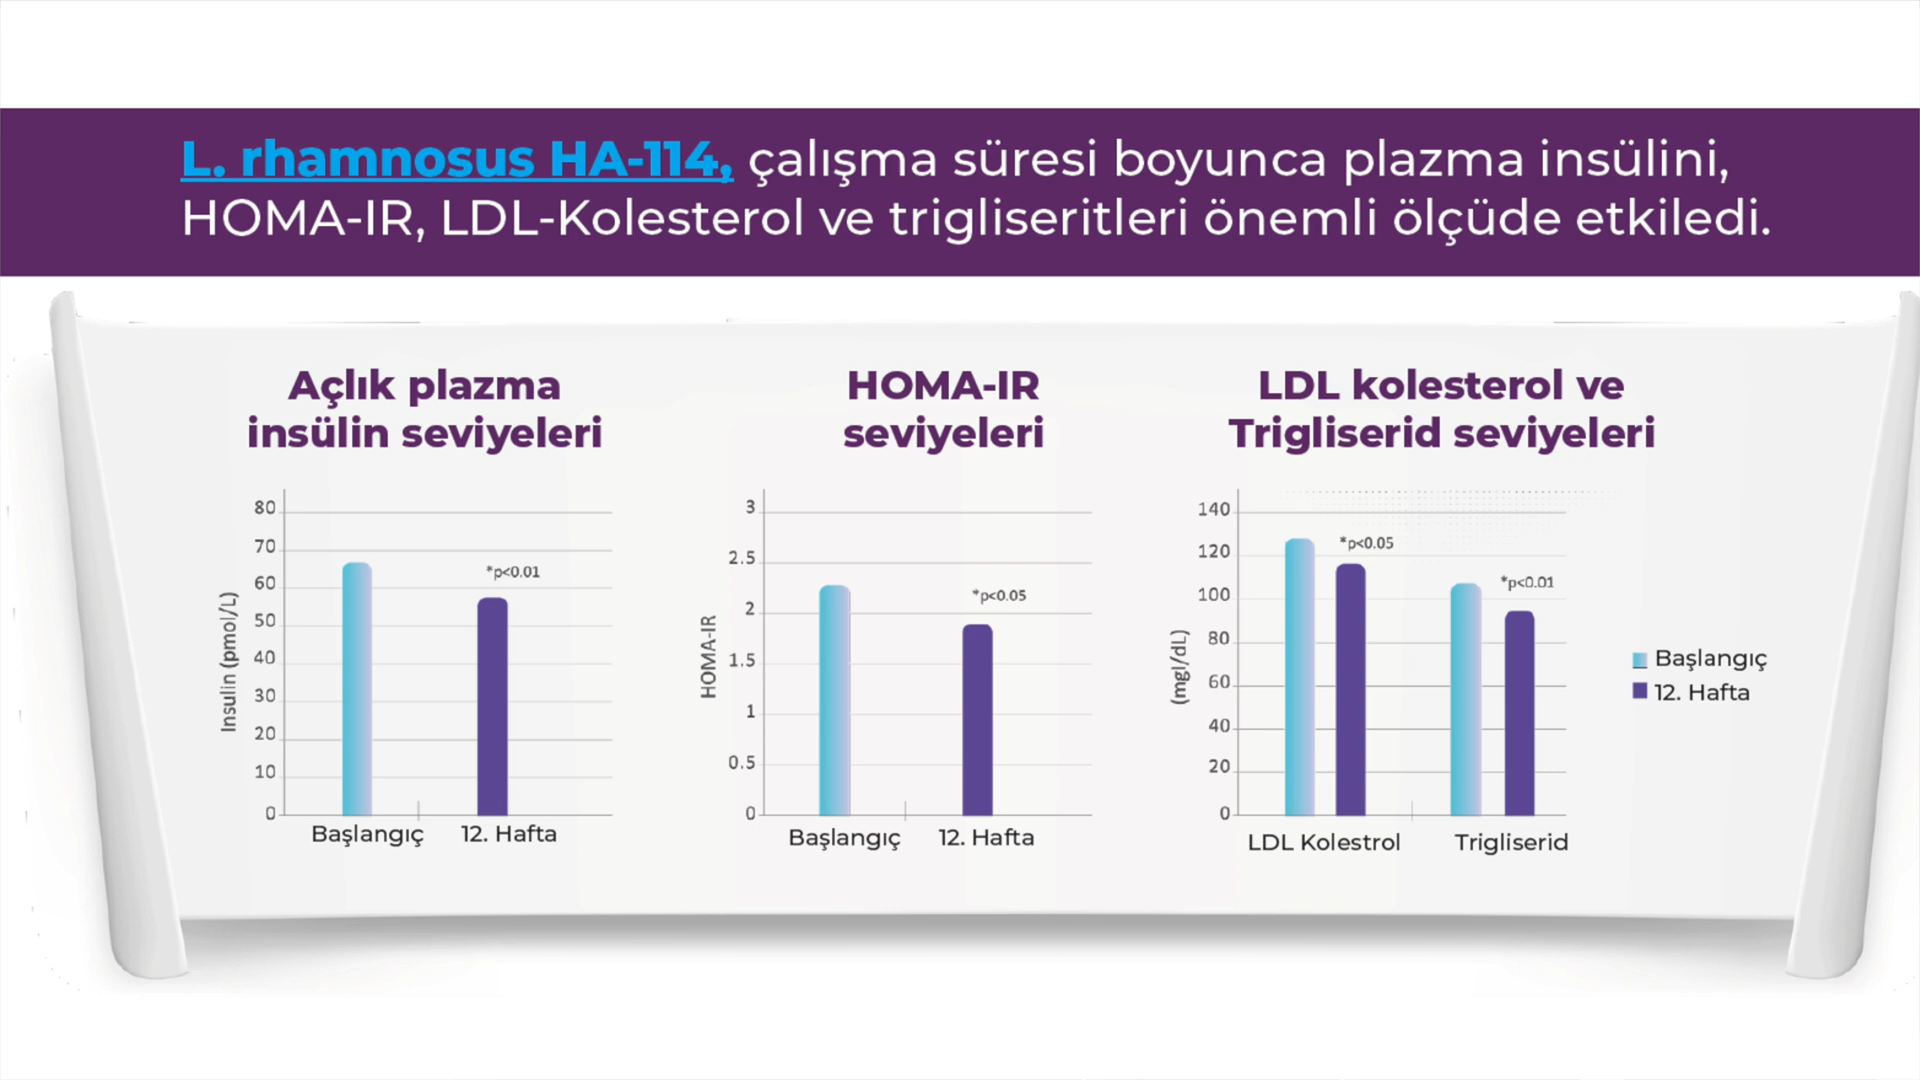 L. rhamnosus HA-114, çalışma süresi boyunca plazma insülini,
HOMA-IR, LDL-Kolesterol ve trigliseritleri önemli ölçüde etkiledi.
Açlık plazma
insülin seviyeleri
80
70
60
50
40
30
20
10
0
Insulin (pmol/L)
*p<0.01
Başlangıç
12. Hafta
HOMA-IR
seviyeleri
3
2.5
2
1.5
1
0.5
0
HOMA-IR
*p<0.05
Başlangıç
12. Hafta
LDL kolesterol ve
Trigliserid seviyeleri
140
120
100
80
60
40
20
0
(mgl/dL)
*p<0.05
*p<0.01
LDL Kolestrol
Trigliserid
Başlangıç
12. Hafta